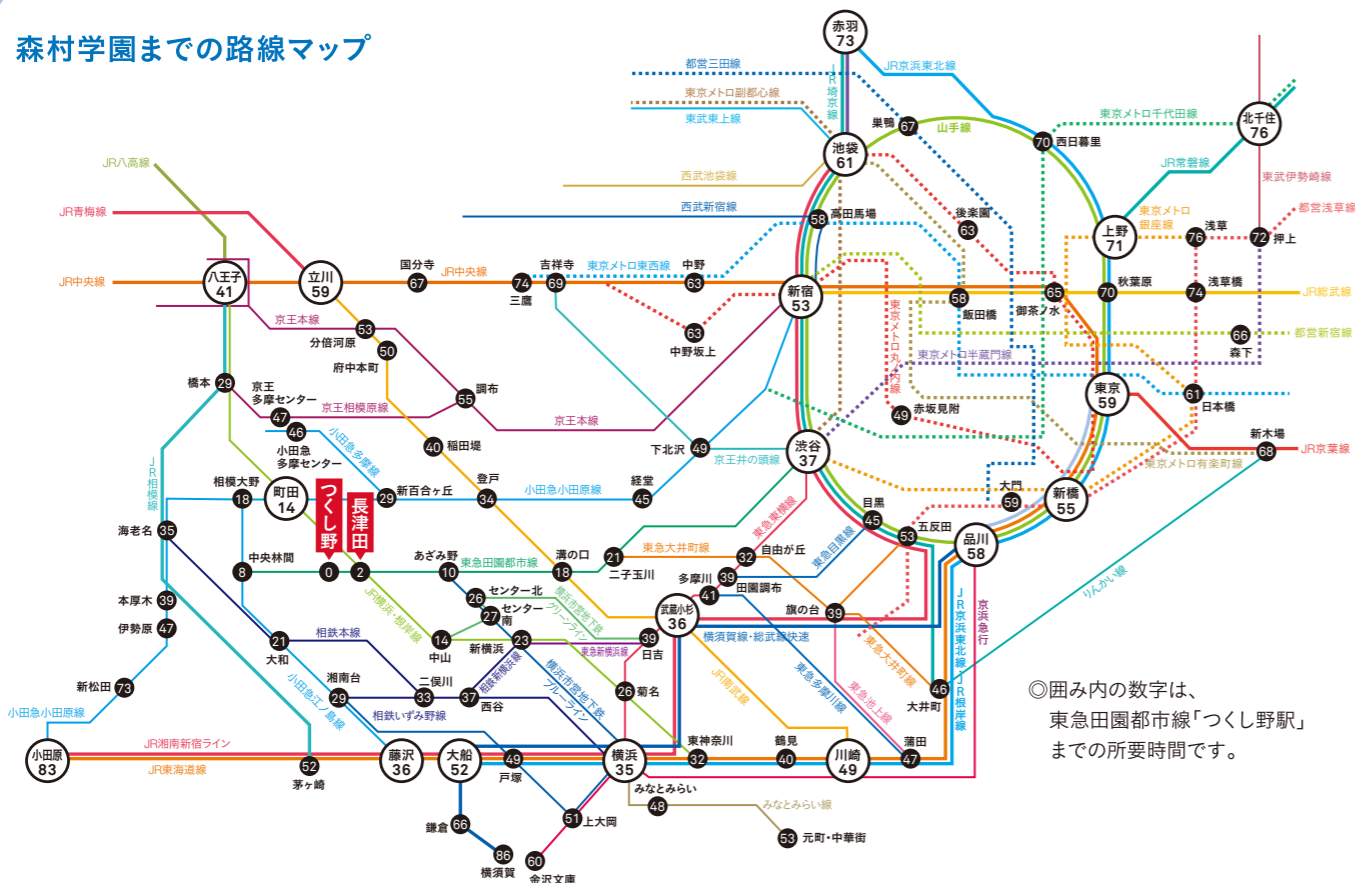 森村学園までの路線マップ
赤羽
73
都営三田線
JR埼京線
JR京浜東北線
東京メトロ副都心線
東武東上線
巣鴨
67
山手線
70
西日暮里
東京メトロ千代田線
北千住
76
池袋
61
JR八高線
西武池袋線
JR常磐線
東武伊勢崎線
JR青梅線
西武新宿線
58
高田馬場
後楽園
63
上野
71
東京メトロ
銀座線
浅草
76
72
押上
都営浅草線
八王子
41
立川
59
国分寺
67
JR中央線
JR中央線
74
三鷹
吉祥寺
69
東京メトロ東西線
中野
63
新宿
53
58
飯田橋
65
御茶ノ水
70
秋葉原
74
浅草橋
JR総武線
京王本線
53
分倍河原
63
中野坂上
東京メトロ丸ノ内線
東京メトロ半蔵門線
66
森下
都営新宿線
50
府中本町
橋本
29
京王
多摩センター
47
京王相模原線
調布
55
京王本線
49
赤坂見附
東京
59
61
日本橋
46
小田急
多摩センター
小田急多摩線
40
稲田堤
下北沢
49
京王井の頭線
渋谷
37
新木場
68
JR京葉線
東京メトロ有楽町線
JR相模線
相模大野
18
町田
14
つくし野
長津田
29
新百合ヶ丘
登戸
34
小田急小田原線
経堂
45
大門
59
新橋
55
目黒
45
53
五反田
品川
58
海老名
35
中央林間
8
0
2
あざみ野
10
東急田園都市線
溝の口
18
21
二子玉川
東急大井町線
東急東横線
32
自由が丘
東急目黒線
りんかい線
本厚木
39
JR横浜・根岸線
センター北
26
27
センター
南
横浜市営地下鉄
グリーンライン
多摩川
41
39
田園調布
武蔵小杉
36
旗の台
39
伊勢原
47
21
大和
相鉄本線
14
中山
新横浜
23
東急新横浜線
39
日吉
横須賀線・総武線快速
東急大井町線
JR京浜東北線・JR根岸線
京浜急行
新松田
73
湘南台
29
二俣川
33
37
西谷
相鉄新横浜線
横浜市営地下鉄
ブルーライン
26
菊名
JR南武線
東急多摩川線
東急池上線
46
大井町
小田急小田原線
相鉄いずみ野線
小田急江ノ島線
小田原
83
JR湘南新宿ライン
JR東海道線
52
茅ヶ崎
藤沢
36
大船
52
49
戸塚
横浜
35
東神奈川
32
鶴見
40
川崎
49
蒲田
47
みなとみらい
48
みなとみらい線
53
元町・中華街
鎌倉
66
51
上大岡
86
横須賀
60
金沢文庫
◎囲み内の数字は、
東急田園都市線「つくし野駅」
までの所要時間です。